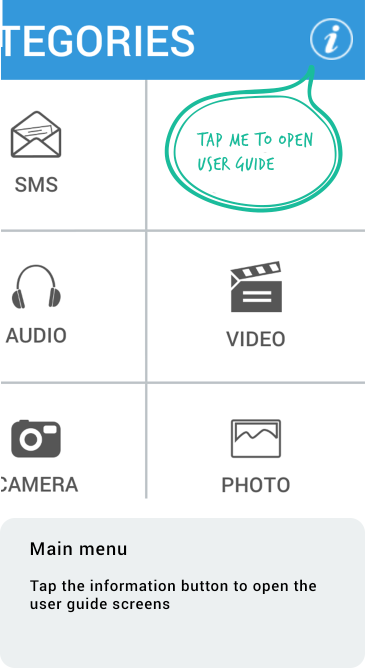 TEGORIES
i
TAP ME TO OPEN
USER GUIDE
SMS
AUDIO
VIDEO
CAMERA
PHOTO
Main menu
Tap the information button to open the
user guide screens